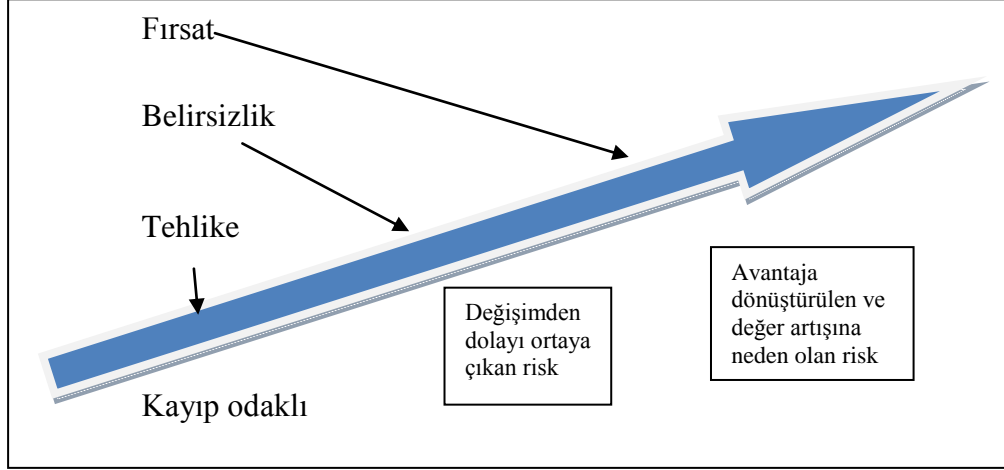 Fırsat
Belirsizlik
Tehlike
Değişimden
dolayı ortaya
çıkan risk
Avantaja
dönüştürülen ve
değer artışına
neden olan risk
Kayıp odaklı